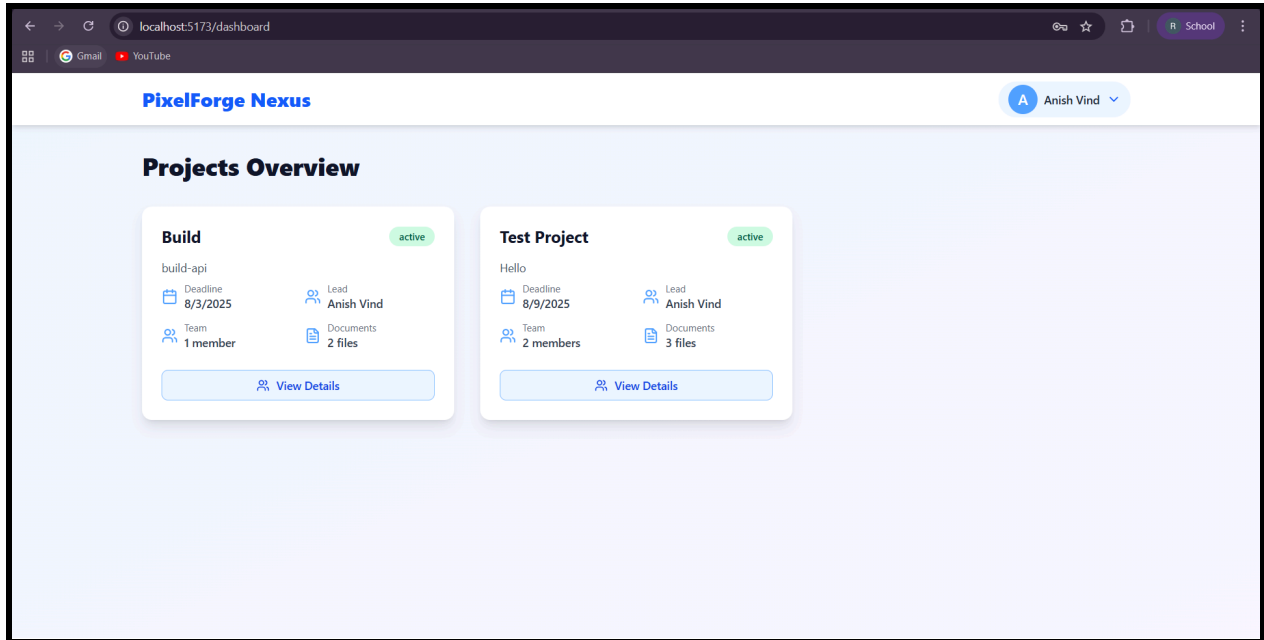 localhost:5173/dashboard
R School
Gmail YouTube
PixelForge Nexus
A Anish Vind
Projects Overview
Build active
build-api
Deadline Lead
8/3/2025 Anish Vind
Team Documents
1 member 2 files
View Details
Test Project active
Hello
Deadline Lead
8/9/2025 Anish Vind
Team Documents
2 members 3 files
View Details